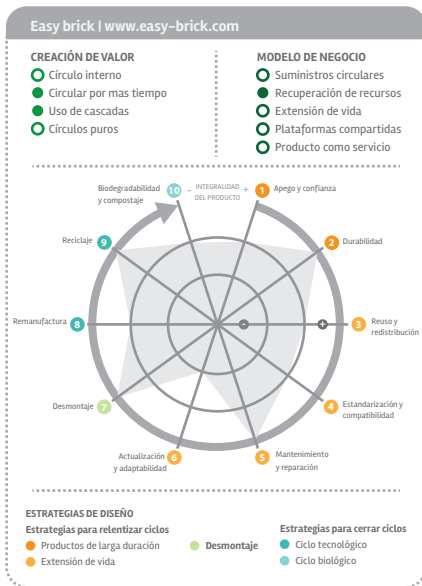 Easy brick | www.easy-brick.com
CREACIÓN DE VALOR
Círculo interno
Circular por mas tiempo
Uso de cascadas
Círculos puros
MODELO DE NEGOCIO
Suministros circulares
Recuperación de recursos
Extensión de vida
Plataformas compartidas
Producto como servicio
Biodegradabilidad
y compostaje
10
- INTEGRALIDAD +
DEL PRODUCTO
1 Apego y confianza
2 Durabilidad
Reciclaje 9
Remanufactura 8
- +
3 Reuso y
redistribución
Desmontaje 7
4 Estandarización y
compatibilidad
Actualización
y adaptabilidad
6
5 Mantenimiento
y reparación
ESTRATEGIAS DE DISEÑO
Estrategias para relentizar ciclos
Productos de larga duración
Extensión de vida
Desmontaje
Estrategias para cerrar ciclos
Ciclo tecnológico
Ciclo biológico